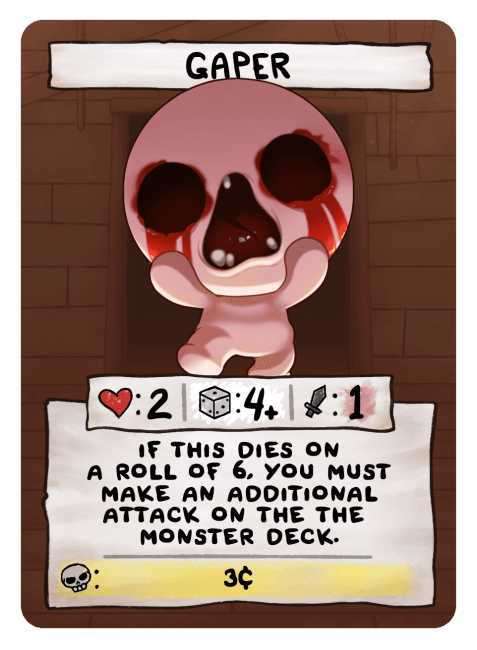 GAPER
:2 :4+ :1
IF THIS DIES ON
A ROLL OF 6, YOU MUST
MAKE AN ADDITIONAL
ATTACK ON THE THE
MONSTER DECK.
: 3¢